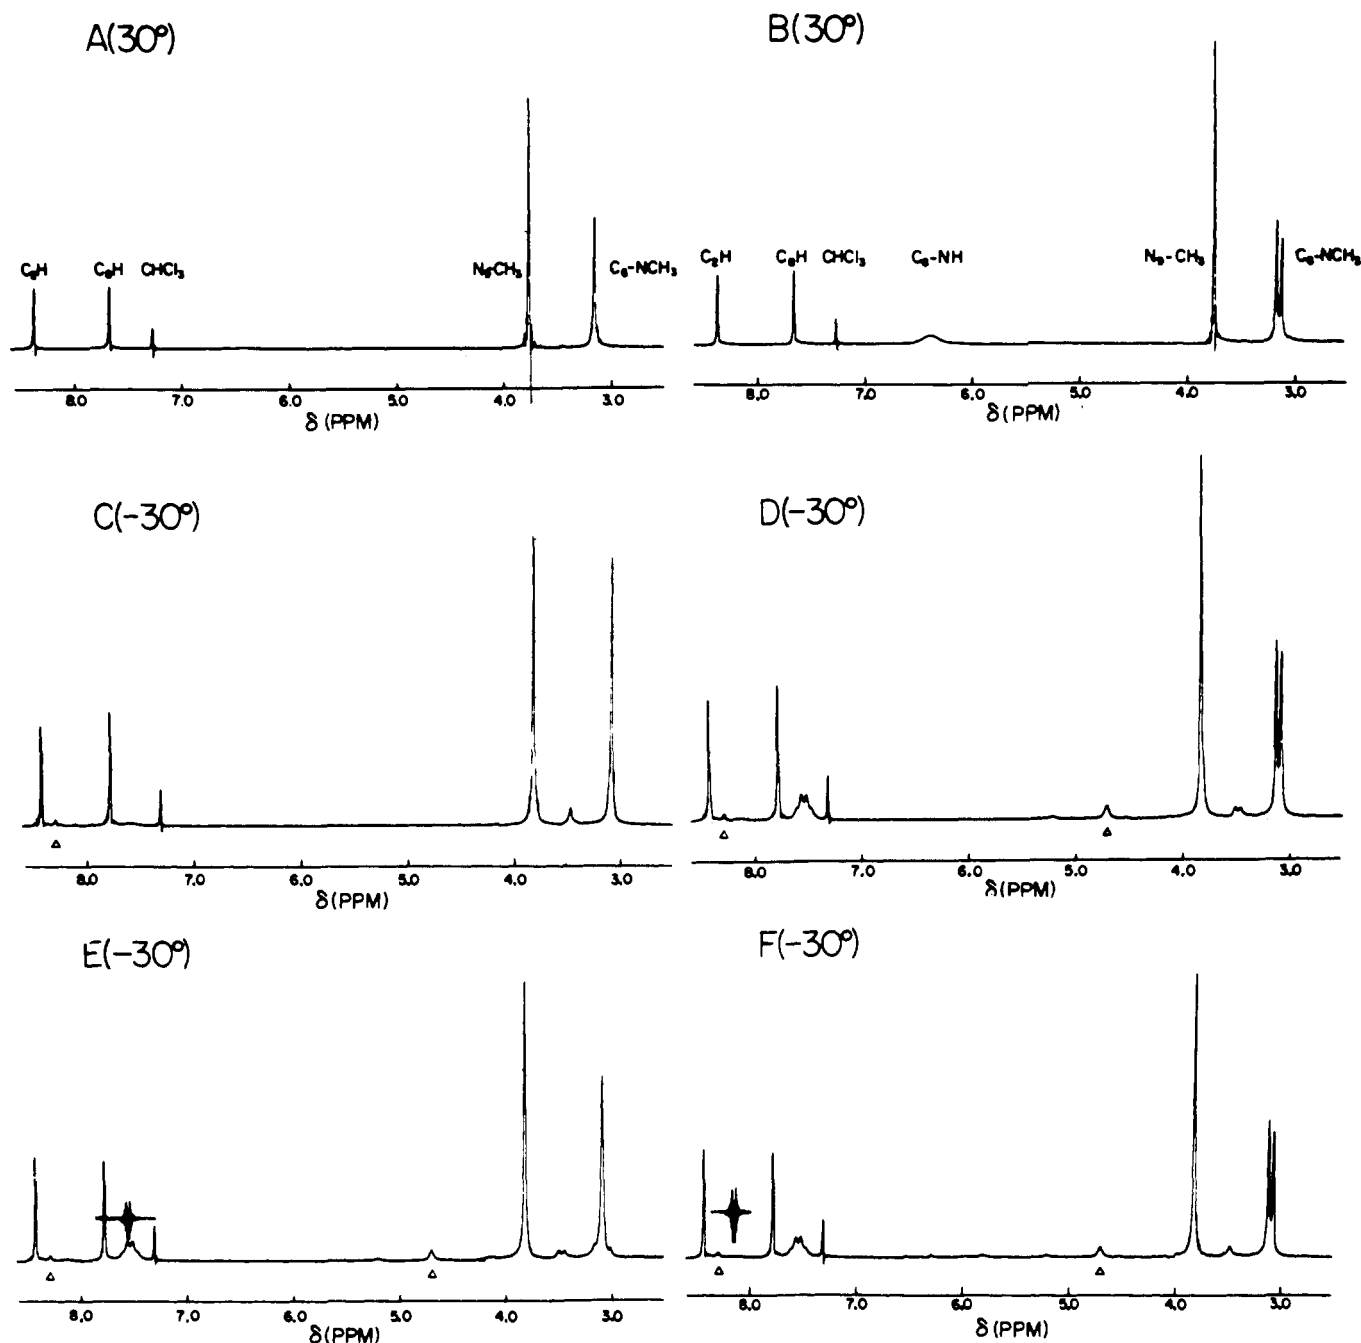 A(30°)
C₈H C₈H CHCl₃ N₉-CH₃ C₆-NCH₃
8.0 7.0 6.0 5.0 4.0 3.0
δ (PPM)
B(30°)
C₂H C₈H CHCl₃ C₆-NH N₉-CH₃ C₆-NCH₃
8.0 7.0 6.0 5.0 4.0 3.0
δ (PPM)
C(-30°)
Δ
8.0 7.0 6.0 5.0 4.0 3.0
δ (PPM)
D(-30°)
Δ Δ
8.0 7.0 6.0 5.0 4.0 3.0
δ (PPM)
E(-30°)
Δ Δ
8.0 7.0 6.0 5.0 4.0 3.0
δ (PPM)
F(-30°)
Δ Δ
8.0 7.0 6.0 5.0 4.0 3.0
δ (PPM)